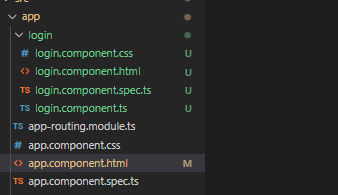 app
login
# login.component.css U
<> login.component.html U
TS login.component.spec.ts U
TS login.component.ts U
TS app-routing.module.ts
# app.component.css
<> app.component.html M
TS app.component.spec.ts